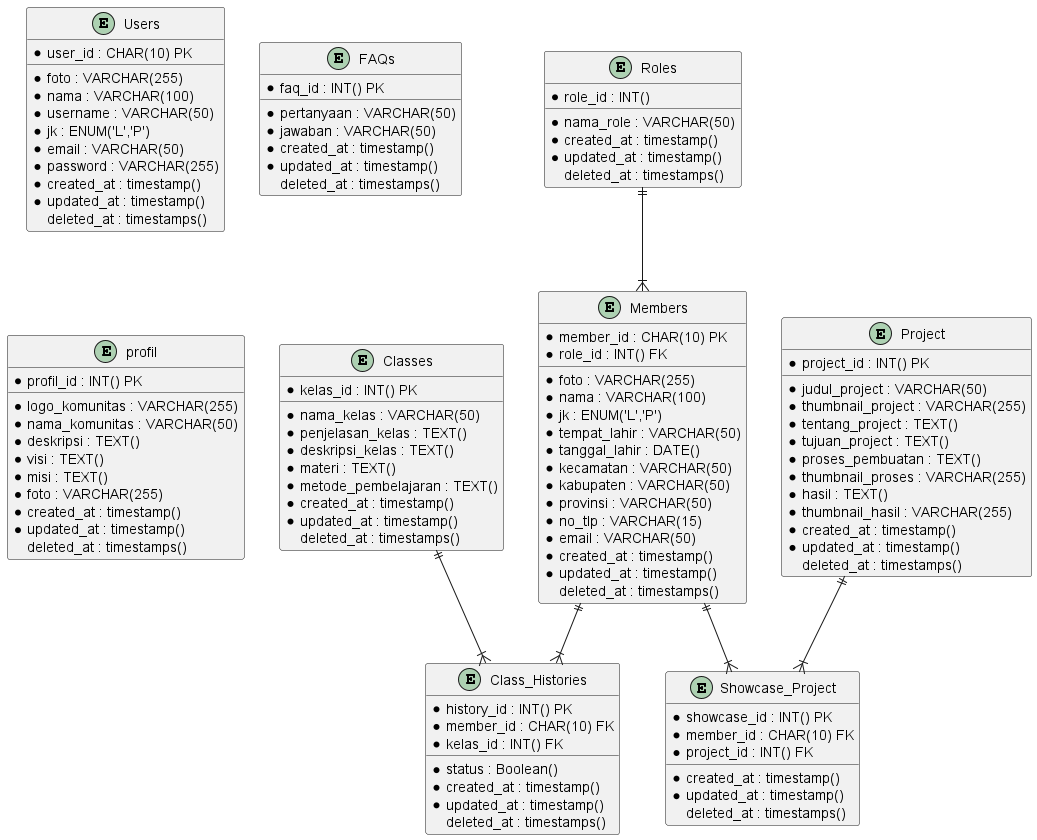 E Users
* user_id : CHAR(10) PK
* foto : VARCHAR(255)
* nama : VARCHAR(100)
* username : VARCHAR(50)
* jk : ENUM('L','P')
* email : VARCHAR(50)
* password : VARCHAR(255)
* created_at : timestamp()
* updated_at : timestamp()
deleted_at : timestamps()
E FAQs
* faq_id : INT() PK
* pertanyaan : VARCHAR(50)
* jawaban : VARCHAR(50)
* created_at : timestamp()
* updated_at : timestamp()
deleted_at : timestamps()
E Roles
* role_id : INT()
* nama_role : VARCHAR(50)
* created_at : timestamp()
* updated_at : timestamp()
deleted_at : timestamps()
E profil
* profil_id : INT() PK
* logo_komunitas : VARCHAR(255)
* nama_komunitas : VARCHAR(50)
* deskripsi : TEXT()
* visi : TEXT()
* misi : TEXT()
* foto : VARCHAR(255)
* created_at : timestamp()
* updated_at : timestamp()
deleted_at : timestamps()
E Classes
* kelas_id : INT() PK
* nama_kelas : VARCHAR(50)
* penjelasan_kelas : TEXT()
* deskripsi_kelas : TEXT()
* materi : TEXT()
* metode_pembelajaran : TEXT()
* created_at : timestamp()
* updated_at : timestamp()
deleted_at : timestamps()
E Members
* member_id : CHAR(10) PK
* role_id : INT() FK
* foto : VARCHAR(255)
* nama : VARCHAR(100)
* jk : ENUM('L','P')
* tempat_lahir : VARCHAR(50)
* tanggal_lahir : DATE()
* kecamatan : VARCHAR(50)
* kabupaten : VARCHAR(50)
* provinsi : VARCHAR(50)
* no_tlp : VARCHAR(15)
* email : VARCHAR(50)
* created_at : timestamp()
* updated_at : timestamp()
deleted_at : timestamps()
E Project
* project_id : INT() PK
* judul_project : VARCHAR(50)
* thumbnail_project : VARCHAR(255)
* tentang_project : TEXT()
* tujuan_project : TEXT()
* proses_pembuatan : TEXT()
* thumbnail_proses : VARCHAR(255)
* hasil : TEXT()
* thumbnail_hasil : VARCHAR(255)
* created_at : timestamp()
* updated_at : timestamp()
deleted_at : timestamps()
E Class_Histories
* history_id : INT() PK
* member_id : CHAR(10) FK
* kelas_id : INT() FK
* status : Boolean()
* created_at : timestamp()
* updated_at : timestamp()
deleted_at : timestamps()
E Showcase_Project
* showcase_id : INT() PK
* member_id : CHAR(10) FK
* project_id : INT() FK
* created_at : timestamp()
* updated_at : timestamp()
deleted_at : timestamps()